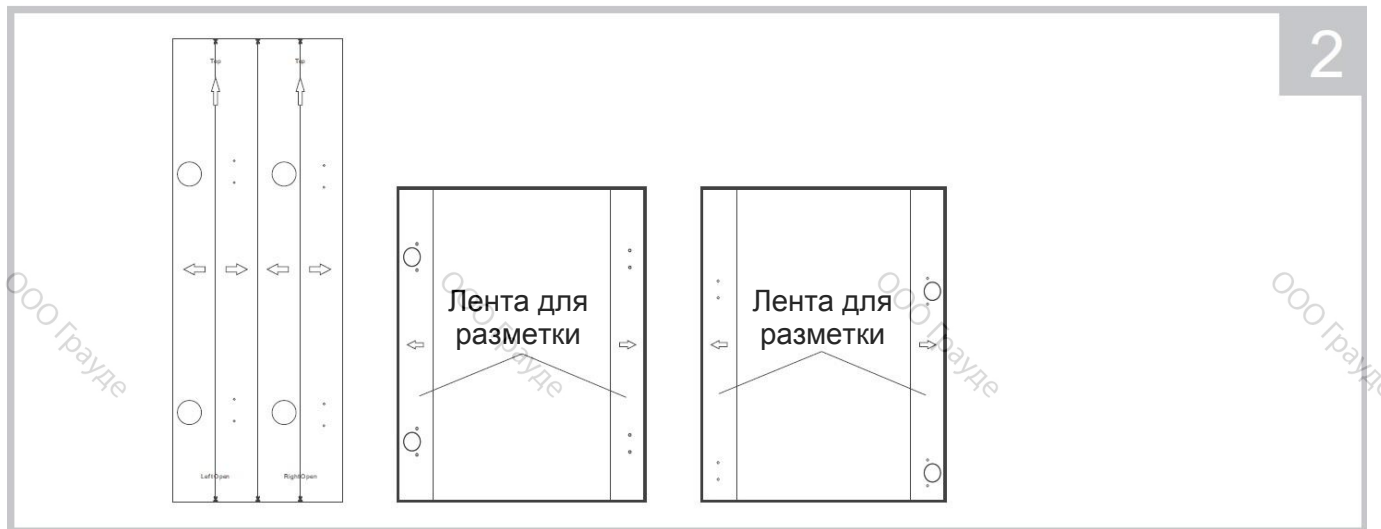 2
Top
Top
Лента для
разметки
Лента для
разметки
Left Open
Right Open
ООО Грауде
ООО Грауде
ООО Грауде
ООО Грауде